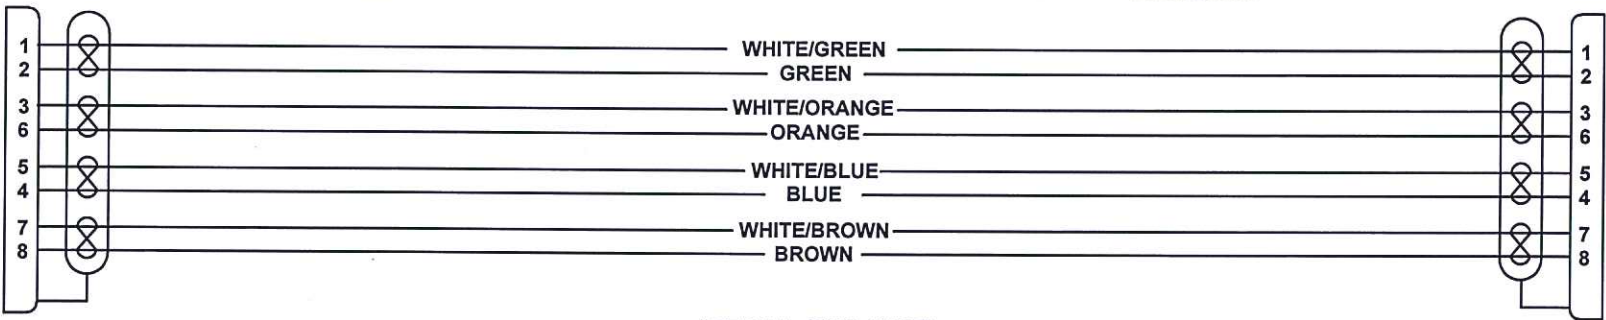 1 WHITE/GREEN 1
2 GREEN 2
3 WHITE/ORANGE 3
6 ORANGE 6
5 WHITE/BLUE 5
4 BLUE 4
7 WHITE/BROWN 7
8 BROWN 8